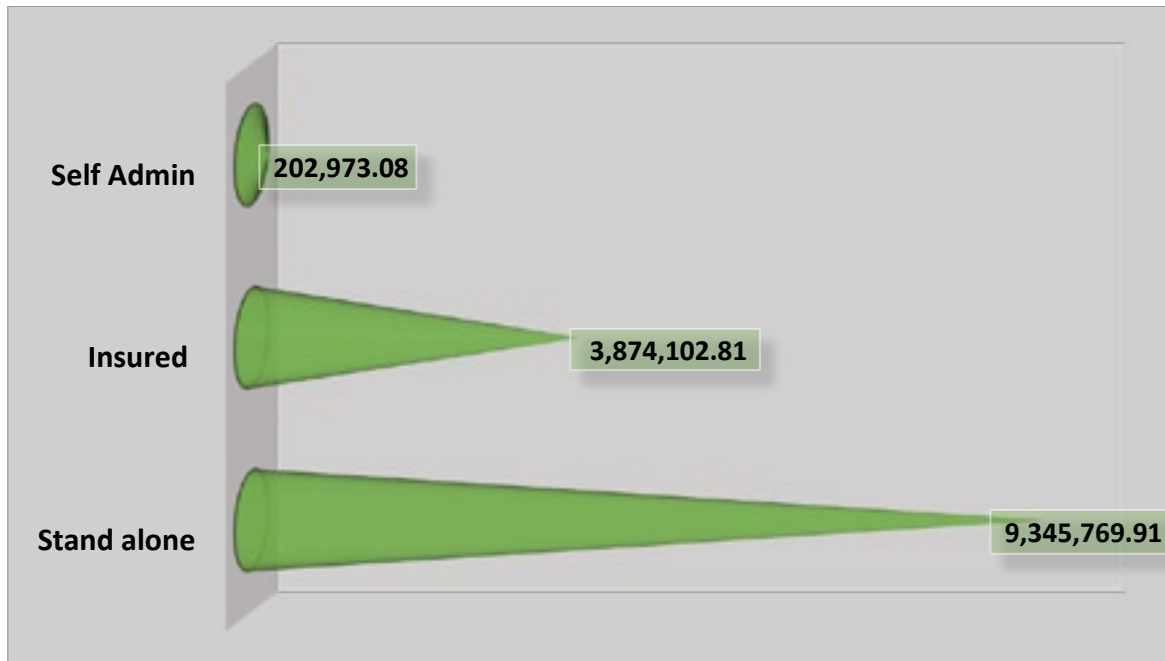 Self Admin
202,973.08
Insured
3,874,102.81
Stand alone
9,345,769.91